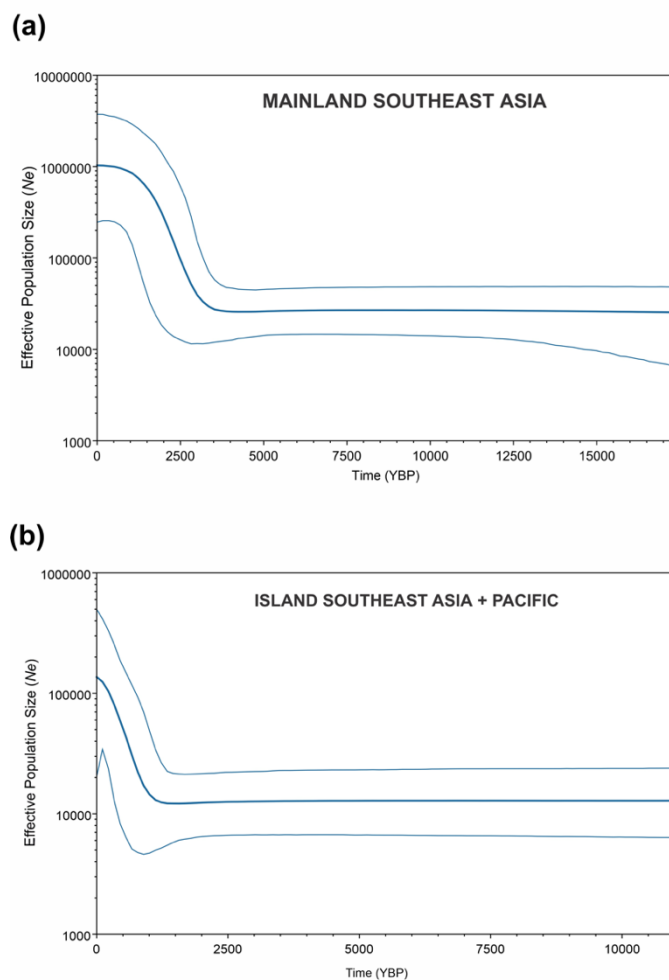 (a)
10000000
MAINLAND SOUTHEAST ASIA
1000000
100000
10000
1000
Effective Population Size (Ne)
0 2500 5000 7500 10000 12500 15000
Time (YBP)
(b)
1000000
ISLAND SOUTHEAST ASIA + PACIFIC
100000
10000
1000
Effective Population Size (Ne)
0 2500 5000 7500 10000
Time (YBP)